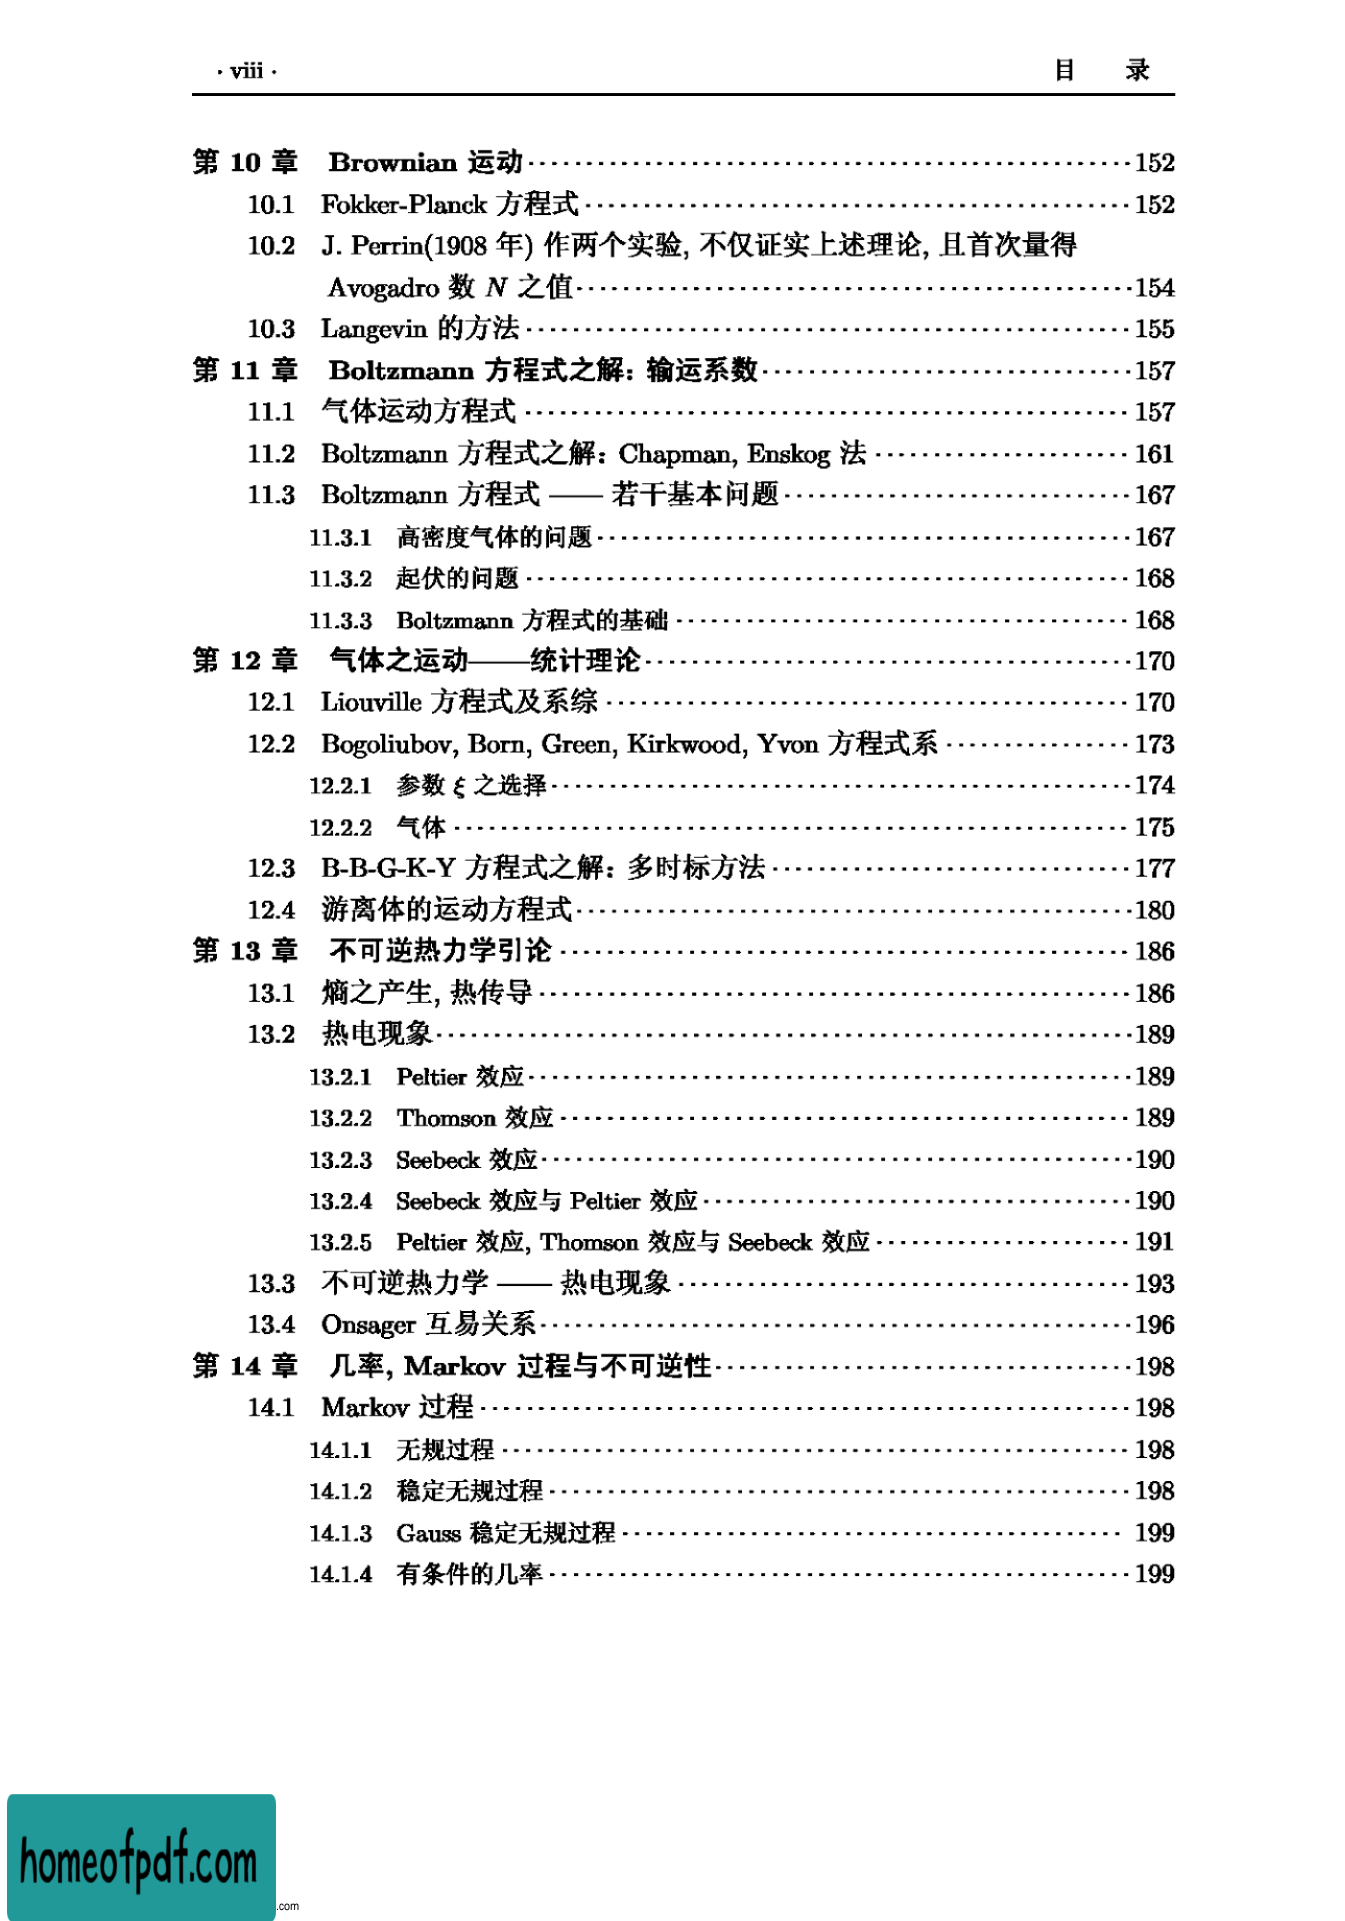 · viii ·	目 录
第 10 章 Brownian 运动 152
10.1 Fokker-Planck 方程式 152
10.2 J. Perrin(1908 年) 作两个实验, 不仅证实上述理论, 且首次量得
Avogadro 数 N 之值 154
10.3 Langevin 的方法 155
第 11 章 Boltzmann 方程式之解: 输运系数 157
11.1 气体运动方程式 157
11.2 Boltzmann 方程式之解: Chapman, Enskog 法 161
11.3 Boltzmann 方程式 —— 若干基本问题 167
11.3.1 高密度气体的问题 167
11.3.2 起伏的问题 168
11.3.3 Boltzmann 方程式的基础 168
第 12 章 气体之运动——统计理论 170
12.1 Liouville 方程式及系综 170
12.2 Bogoliubov, Born, Green, Kirkwood, Yvon 方程式系 173
12.2.1 参数 ξ 之选择 174
12.2.2 气体 175
12.3 B-B-G-K-Y 方程式之解: 多时标方法 177
12.4 游离体的运动方程式 180
第 13 章 不可逆热力学引论 186
13.1 熵之产生, 热传导 186
13.2 热电现象 189
13.2.1 Peltier 效应 189
13.2.2 Thomson 效应 189
13.2.3 Seebeck 效应 190
13.2.4 Seebeck 效应与 Peltier 效应 190
13.2.5 Peltier 效应, Thomson 效应与 Seebeck 效应 191
13.3 不可逆热力学 —— 热电现象 193
13.4 Onsager 互易关系 196
第 14 章 几率, Markov 过程与不可逆性 198
14.1 Markov 过程 198
14.1.1 无规过程 198
14.1.2 稳定无规过程 198
14.1.3 Gauss 稳定无规过程 199
14.1.4 有条件的几率 199
homeofpdf.com
.com